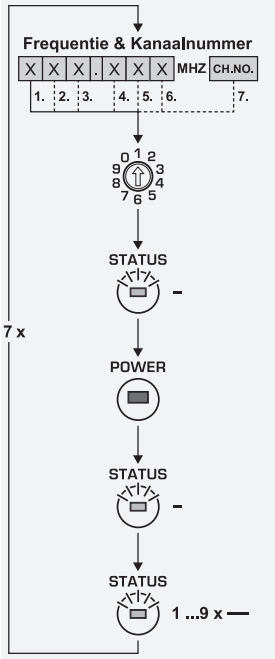 Frequentie & Kanaalnummer
X X X . X X X MHZ CH.NO.
1. 2. 3. 4. 5. 6. 7.
0 1 2 3 4 5 6 7 8 9
STATUS
–
7 x
POWER
STATUS
–
STATUS
1 ...9 x —